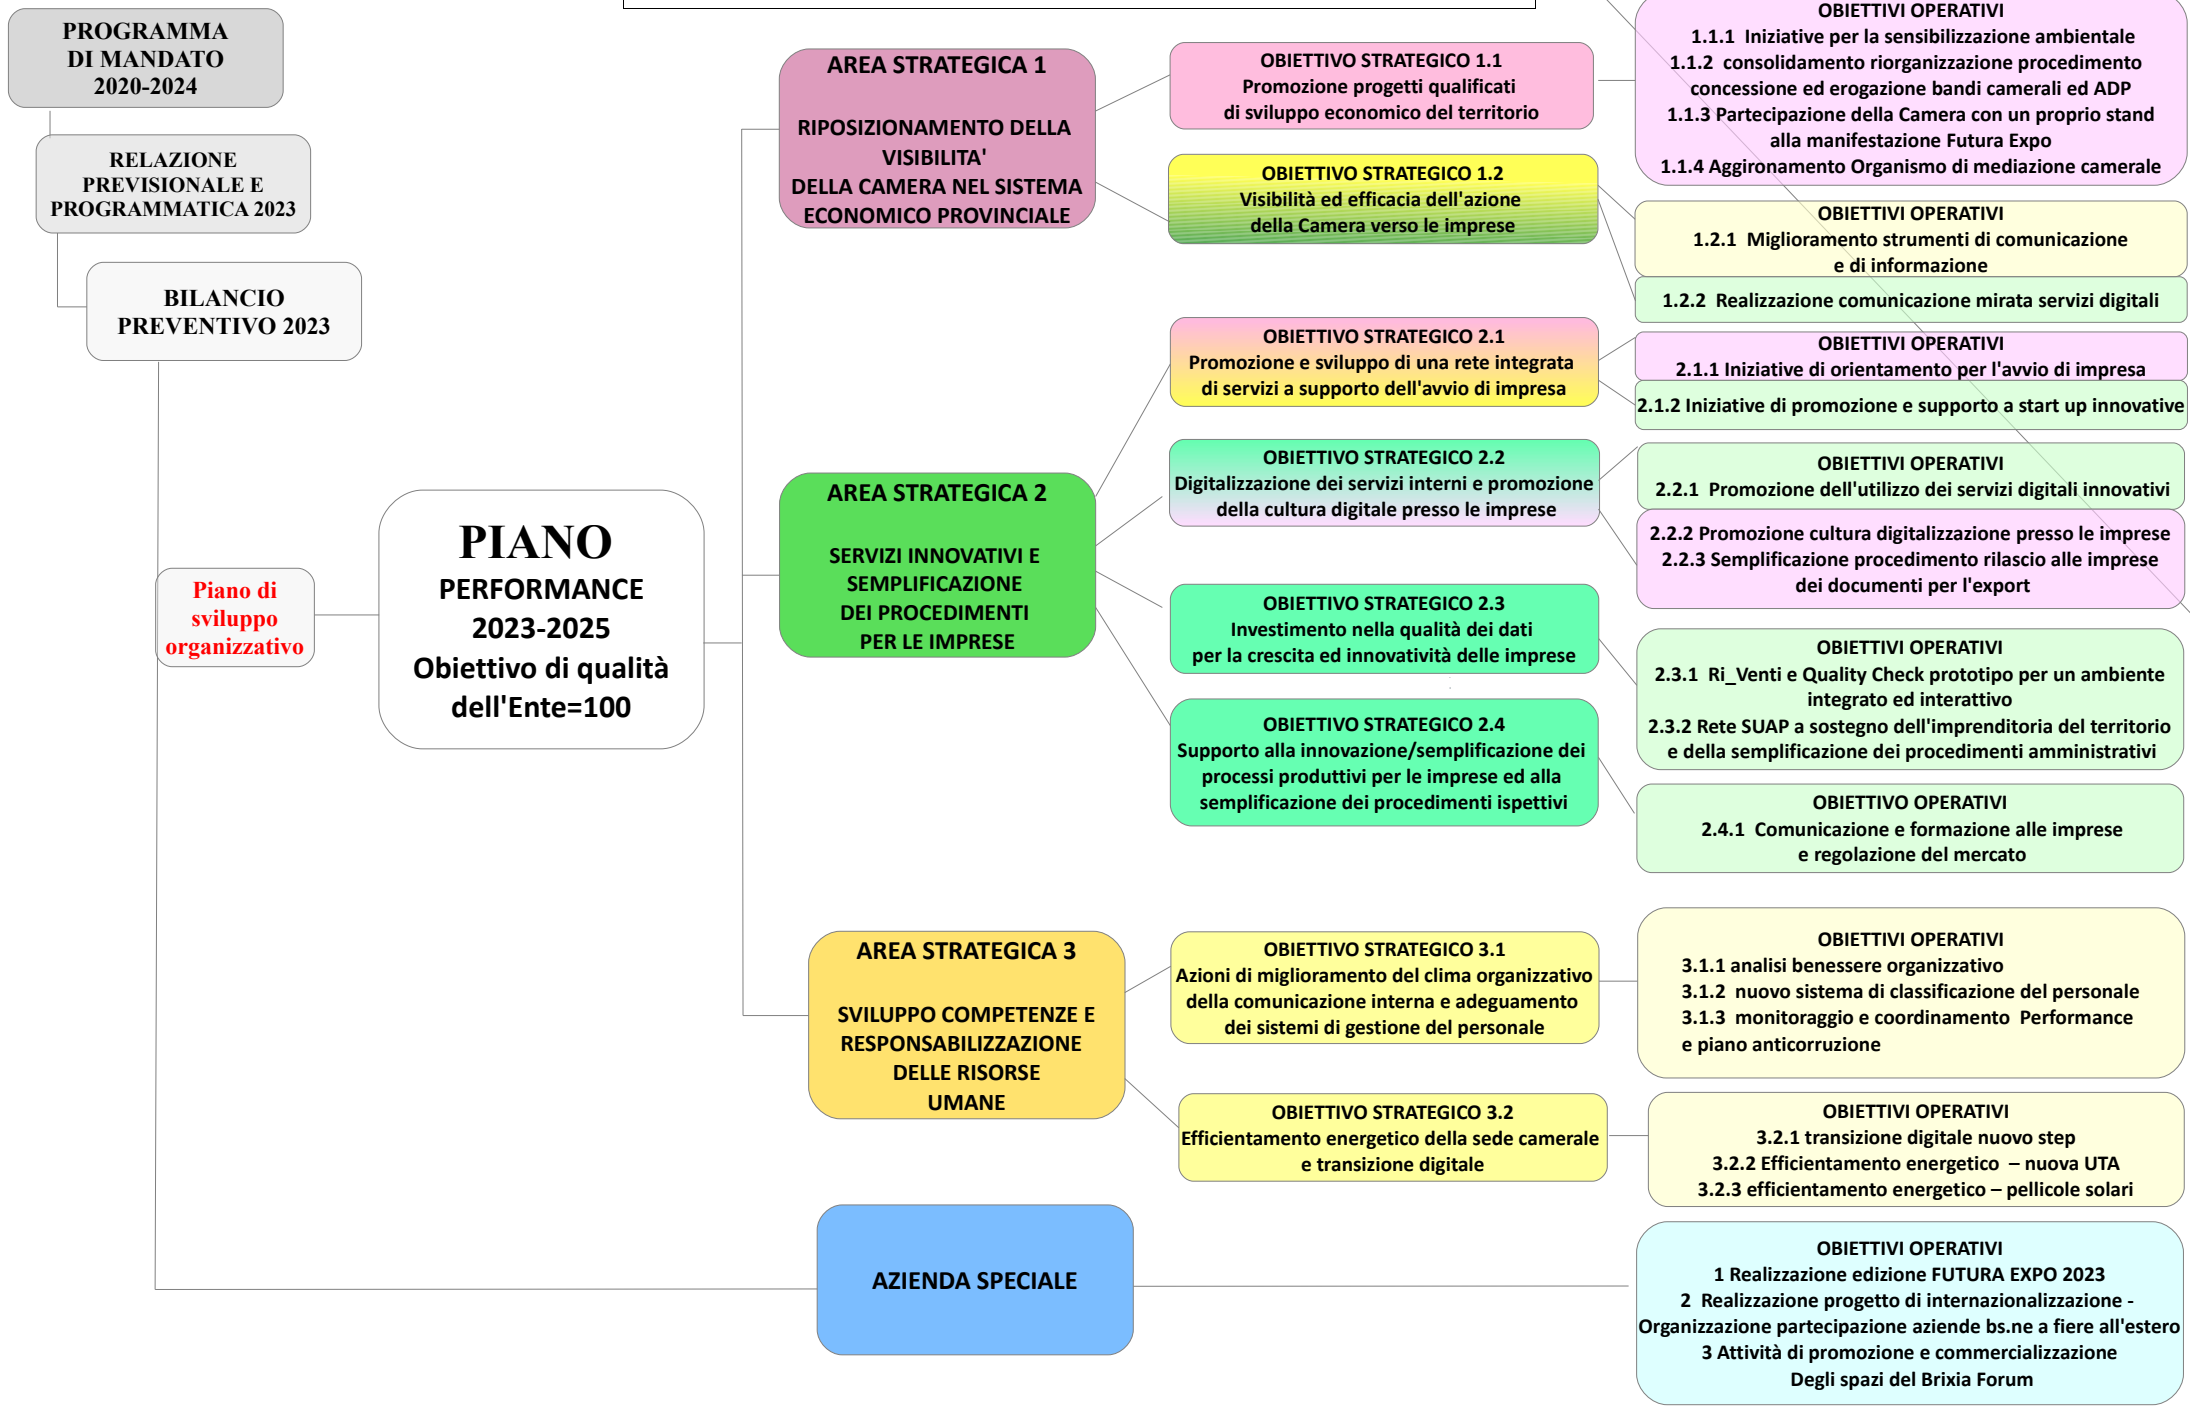 PROGRAMMA
DI MANDATO
2020-2024
RELAZIONE
PREVISIONALE E
PROGRAMMATICA 2023
BILANCIO
PREVENTIVO 2023
Piano di
sviluppo
organizzativo
PIANO
PERFORMANCE
2023-2025
Obiettivo di qualità
dell'Ente=100
AREA STRATEGICA 1
RIPOSIZIONAMENTO DELLA
VISIBILITA'
DELLA CAMERA NEL SISTEMA
ECONOMICO PROVINCIALE
OBIETTIVO STRATEGICO 1.1
Promozione progetti qualificati
di sviluppo economico del territorio
OBIETTIVI OPERATIVI
1.1.1 Iniziative per la sensibilizzazione ambientale
1.1.2 consolidamento riorganizzazione procedimento
concessione ed erogazione bandi camerali ed ADP
1.1.3 Partecipazione della Camera con un proprio stand
alla manifestazione Futura Expo
1.1.4 Aggironamento Organismo di mediazione camerale
OBIETTIVO STRATEGICO 1.2
Visibilità ed efficacia dell'azione
della Camera verso le imprese
OBIETTIVI OPERATIVI
1.2.1 Miglioramento strumenti di comunicazione
e di informazione
1.2.2 Realizzazione comunicazione mirata servizi digitali
AREA STRATEGICA 2
SERVIZI INNOVATIVI E
SEMPLIFICAZIONE
DEI PROCEDIMENTI
PER LE IMPRESE
OBIETTIVO STRATEGICO 2.1
Promozione e sviluppo di una rete integrata
di servizi a supporto dell'avvio di impresa
OBIETTIVI OPERATIVI
2.1.1 Iniziative di orientamento per l'avvio di impresa
2.1.2 Iniziative di promozione e supporto a start up innovative
OBIETTIVO STRATEGICO 2.2
Digitalizzazione dei servizi interni e promozione
della cultura digitale presso le imprese
OBIETTIVI OPERATIVI
2.2.1 Promozione dell'utilizzo dei servizi digitali innovativi
2.2.2 Promozione cultura digitalizzazione presso le imprese
2.2.3 Semplificazione procedimento rilascio alle imprese
dei documenti per l'export
OBIETTIVO STRATEGICO 2.3
Investimento nella qualità dei dati
per la crescita ed innovatività delle imprese
OBIETTIVI OPERATIVI
2.3.1 Ri_Venti e Quality Check prototipo per un ambiente
integrato ed interattivo
2.3.2 Rete SUAP a sostegno dell'imprenditoria del territorio
e della semplificazione dei procedimenti amministrativi
OBIETTIVO STRATEGICO 2.4
Supporto alla innovazione/semplificazione dei
processi produttivi per le imprese ed alla
semplificazione dei procedimenti ispettivi
OBIETTIVO OPERATIVI
2.4.1 Comunicazione e formazione alle imprese
e regolazione del mercato
AREA STRATEGICA 3
SVILUPPO COMPETENZE E
RESPONSABILIZZAZIONE
DELLE RISORSE
UMANE
OBIETTIVO STRATEGICO 3.1
Azioni di miglioramento del clima organizzativo
della comunicazione interna e adeguamento
dei sistemi di gestione del personale
OBIETTIVI OPERATIVI
3.1.1 analisi benessere organizzativo
3.1.2 nuovo sistema di classificazione del personale
3.1.3 monitoraggio e coordinamento Performance
e piano anticorruzione
OBIETTIVO STRATEGICO 3.2
Efficientamento energetico della sede camerale
e transizione digitale
OBIETTIVI OPERATIVI
3.2.1 transizione digitale nuovo step
3.2.2 Efficientamento energetico – nuova UTA
3.2.3 efficientamento energetico – pellicole solari
AZIENDA SPECIALE
OBIETTIVI OPERATIVI
1 Realizzazione edizione FUTURA EXPO 2023
2 Realizzazione progetto di internazionalizzazione -
Organizzazione partecipazione aziende bs.ne a fiere all'estero
3 Attività di promozione e commercializzazione
Degli spazi del Brixia Forum